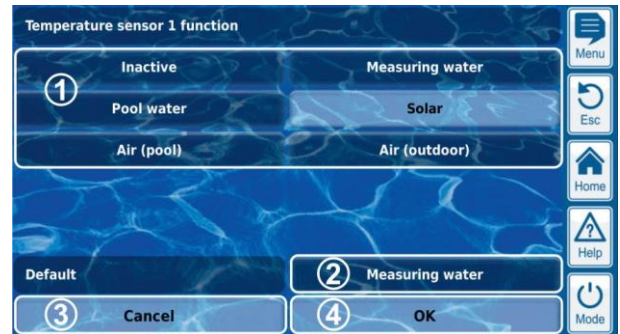 Temperature sensor 1 function
Menu
1
Inactive
Measuring water
Pool water
Solar
Esc
Air (pool)
Air (outdoor)
Home
Help
Default
2
Measuring water
3
Cancel
4
OK
Mode